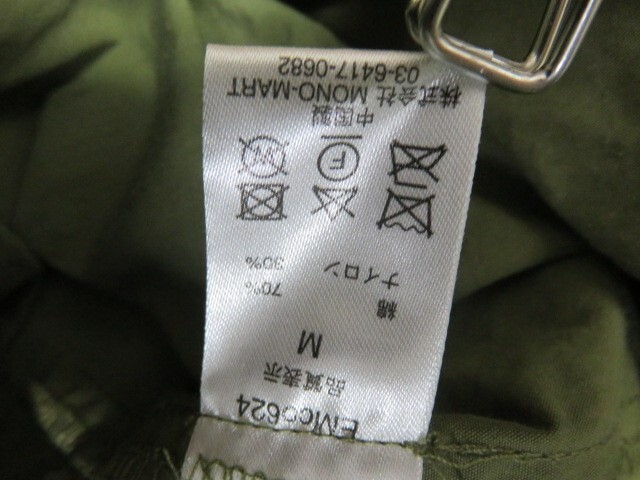 品質表示
M
綿 70%
ナイロン 30%
F
W
中国製
株式会社 MONO-MART
03-6417-0682